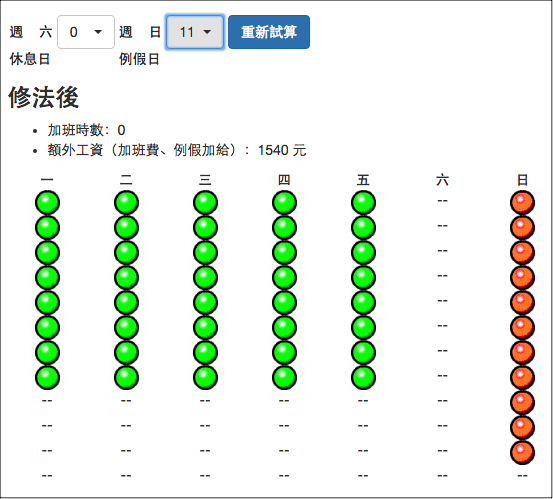 週 六 0 週 日 11 重新試算
休息日 例假日
修法後
加班時數：0
額外工資（加班費、例假加給）：1540 元
一 二 三 四 五 六 日
--
--
--
--
--
--
--
--
-- -- -- -- -- --
-- -- -- -- -- --
-- -- -- -- -- --
-- -- -- -- -- -- --